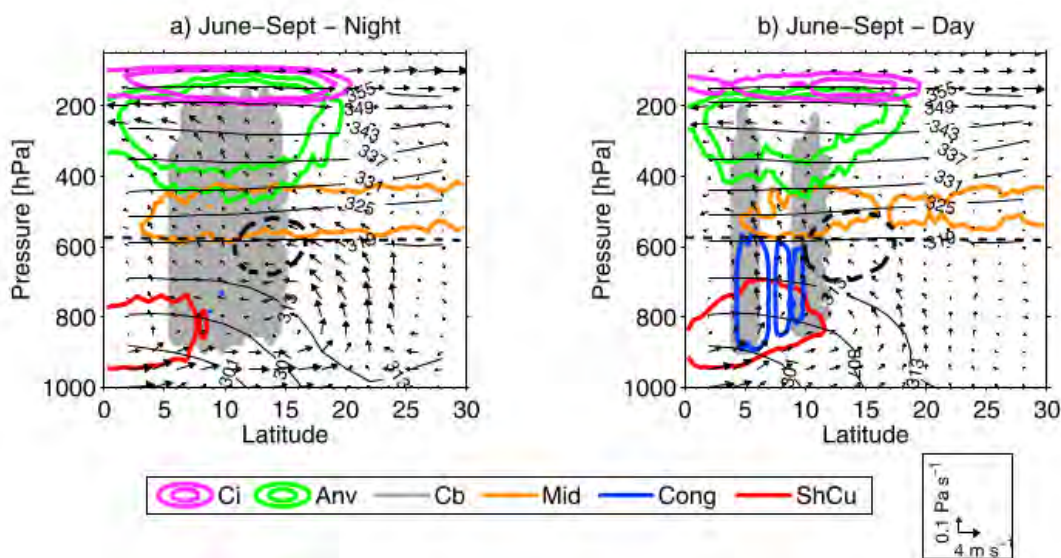 a) June−Sept − Night
b) June−Sept − Day
Pressure [hPa]
200
400
600
800
1000
0 5 10 15 20 25 30
Latitude
355
349
343
337
331
325
319
313
301
313
Pressure [hPa]
200
400
600
800
1000
0 5 10 15 20 25 30
Latitude
355
349
343
337
331
325
319
313
301
313
Ci Anv Cb Mid Cong ShCu
0.1 Pa s⁻¹
4 m s⁻¹